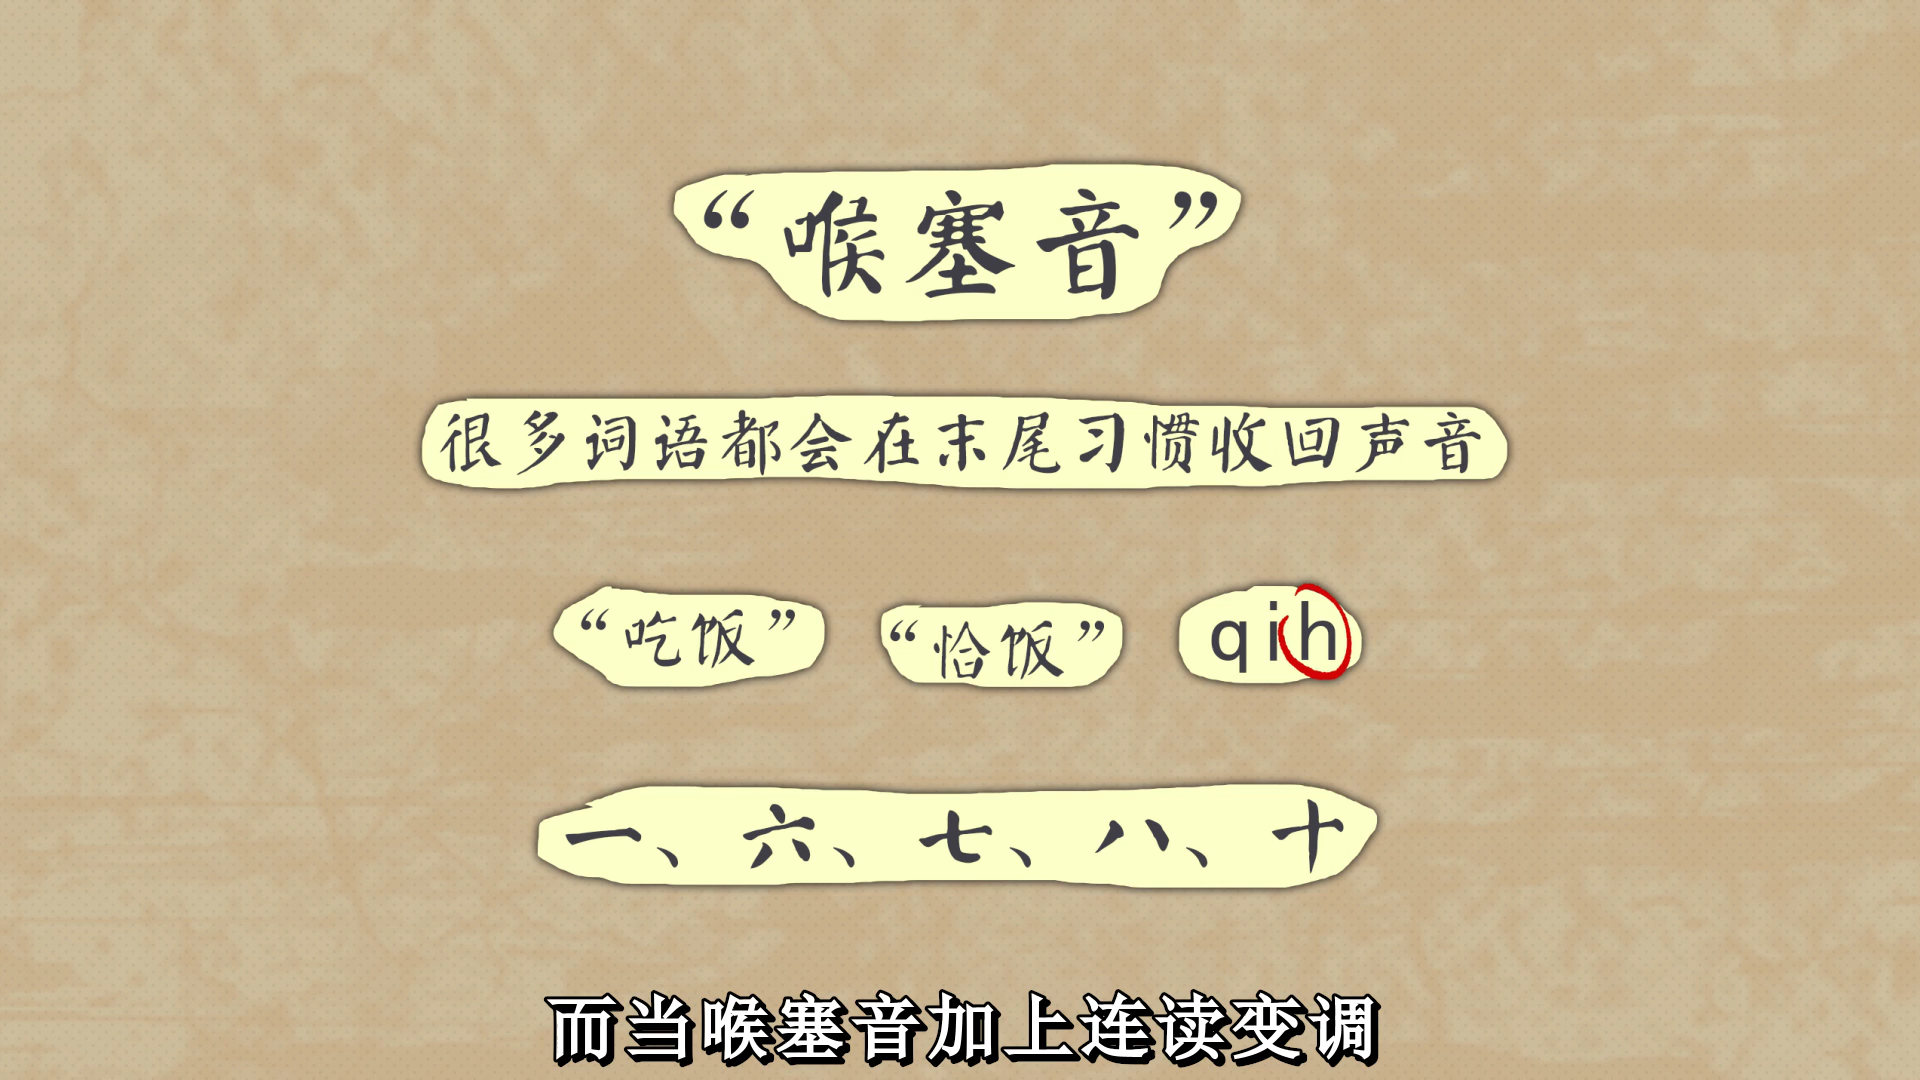 “喉塞音”
很多词语都会在末尾习惯收回声音
“吃饭” “恰饭” qih
一、六、七、八、十
而当喉塞音加上连读变调